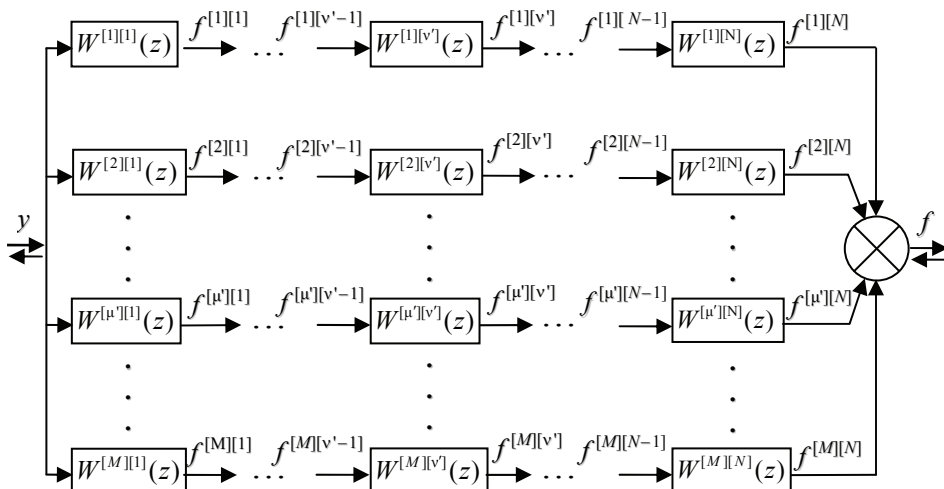 f^{[1][1]} f^{[1][ν'−1]} f^{[1][ν']} f^{[1][N−1]} f^{[1][N]}
W^{[1][1]}(z) ... W^{[1][ν']}(z) ... W^{[1][N]}(z)
f^{[2][1]} f^{[2][ν'−1]} f^{[2][ν']} f^{[2][N−1]} f^{[2][N]}
W^{[2][1]}(z) ... W^{[2][ν']}(z) ... W^{[2][N]}(z)
y f
f^{[μ'][1]} f^{[μ'][ν'−1]} f^{[μ'][ν']} f^{[μ'][N−1]} f^{[μ'][N]}
W^{[μ'][1]}(z) ... W^{[μ'][ν']}(z) ... W^{[μ'][N]}(z)
f^{[M][1]} f^{[M][ν'−1]} f^{[M][ν']} f^{[M][N−1]} f^{[M][N]}
W^{[M][1]}(z) ... W^{[M][ν']}(z) ... W^{[M][N]}(z)